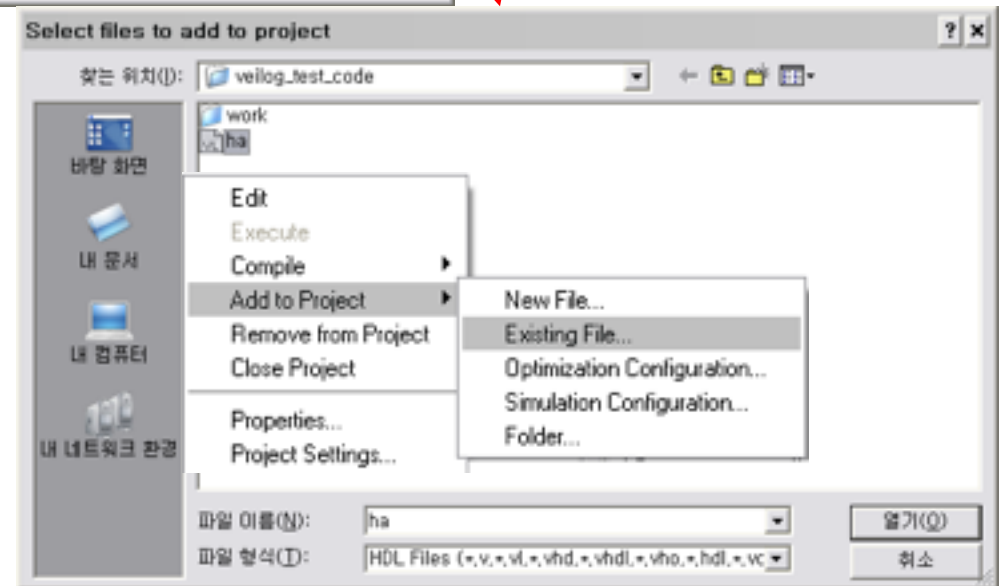 Select files to add to project
찾는 위치(I): veilog_test_code
work
ha
바탕 화면
내 문서
내 컴퓨터
내 네트워크 환경
Edit
Execute
Compile
Add to Project
Remove from Project
Close Project
Properties...
Project Settings...
New File...
Existing File...
Optimization Configuration...
Simulation Configuration...
Folder...
파일 이름(N): ha
열기(O)
파일 형식(T): HDL Files (*.v,*.vl,*.vhd,*.vhdl,*.vho,*.hdl,*.vc
취소